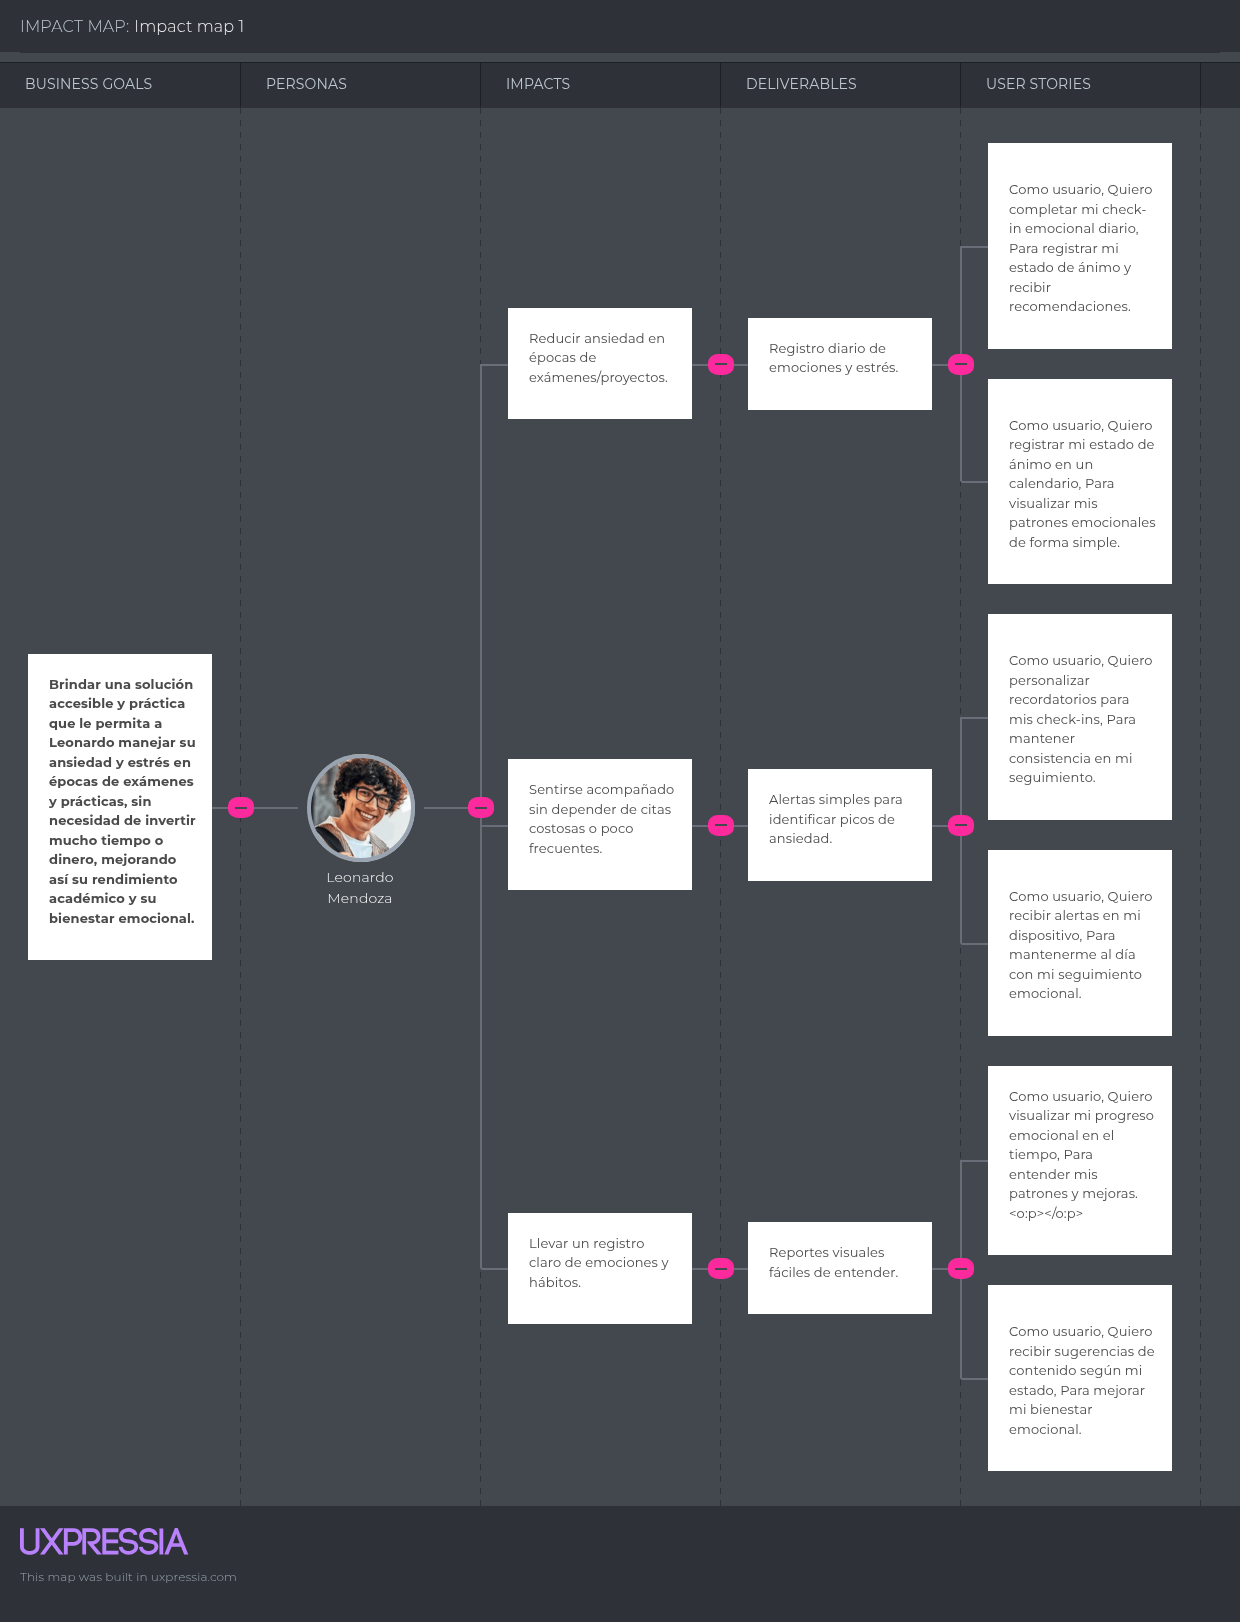 IMPACT MAP: Impact map 1
BUSINESS GOALS
PERSONAS
IMPACTS
DELIVERABLES
USER STORIES
Brindar una solución
accesible y práctica
que le permita a
Leonardo manejar su
ansiedad y estrés en
épocas de exámenes
y prácticas, sin
necesidad de invertir
mucho tiempo o
dinero, mejorando
así su rendimiento
académico y su
bienestar emocional.
Leonardo
Mendoza
Reducir ansiedad en
épocas de
exámenes/proyectos.
Registro diario de
emociones y estrés.
Como usuario, Quiero
completar mi check-
in emocional diario,
Para registrar mi
estado de ánimo y
recibir
recomendaciones.
Como usuario, Quiero
registrar mi estado de
ánimo en un
calendario, Para
visualizar mis
patrones emocionales
de forma simple.
Sentirse acompañado
sin depender de citas
costosas o poco
frecuentes.
Alertas simples para
identificar picos de
ansiedad.
Como usuario, Quiero
personalizar
recordatorios para
mis check-ins, Para
mantener
consistencia en mi
seguimiento.
Como usuario, Quiero
recibir alertas en mi
dispositivo, Para
mantenerme al día
con mi seguimiento
emocional.
Llevar un registro
claro de emociones y
hábitos.
Reportes visuales
fáciles de entender.
Como usuario, Quiero
visualizar mi progreso
emocional en el
tiempo, Para
entender mis
patrones y mejoras.
<o:p></o:p>
Como usuario, Quiero
recibir sugerencias de
contenido según mi
estado, Para mejorar
mi bienestar
emocional.
UXPRESSIA
This map was built in uxpressia.com